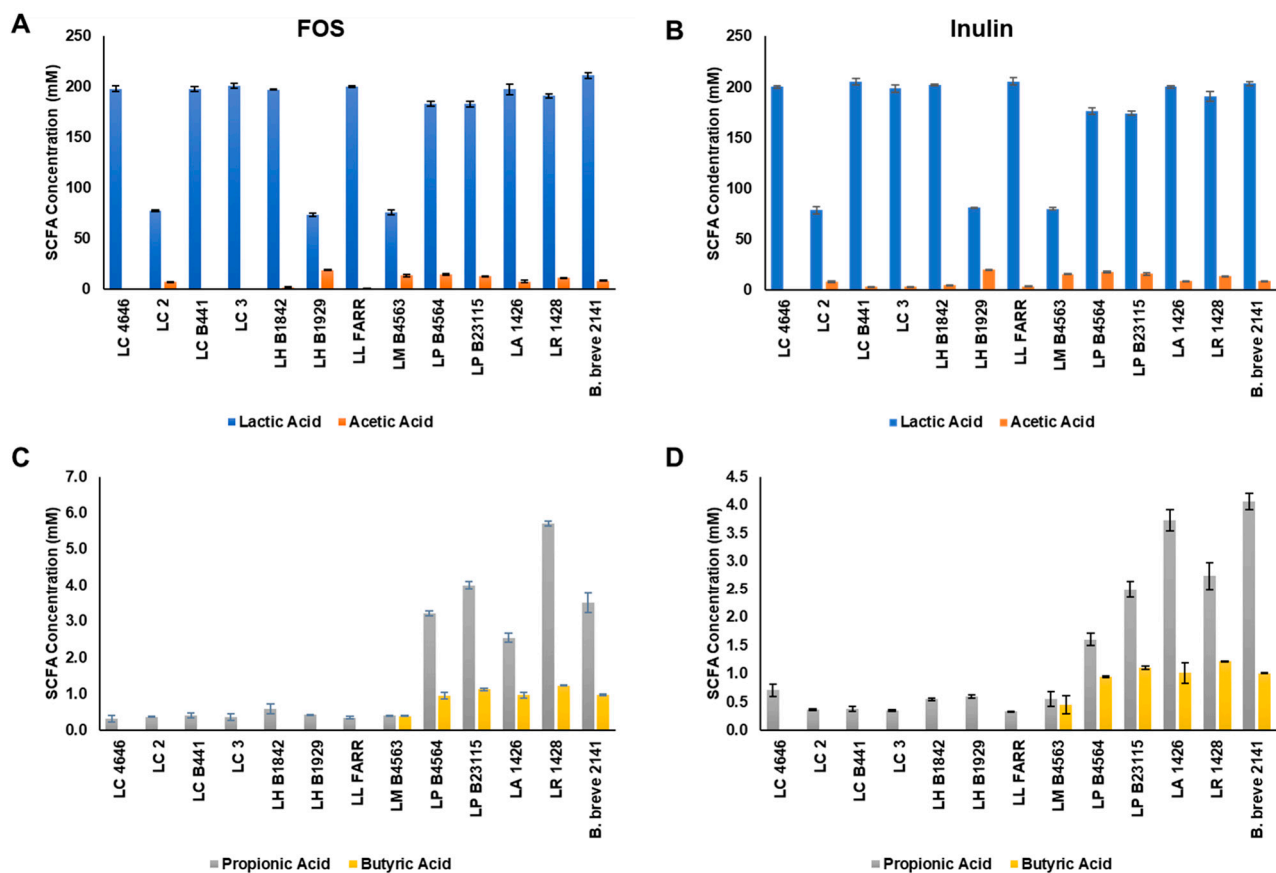 A
FOS
SCFA Concentration (mM)
250
200
150
100
50
0
LC 4646
LC 2
LC B441
LC 3
LH B1842
LH B1929
LL FARR
LM B4563
LP B4564
LP B23115
LA 1426
LR 1428
B. breve 2141
Lactic Acid
Acetic Acid
B
Inulin
SCFA Condentration (mM)
250
200
150
100
50
0
LC 4646
LC 2
LC B441
LC 3
LH B1842
LH B1929
LL FARR
LM B4563
LP B4564
LP B23115
LA 1426
LR 1428
B. breve 2141
Lactic Acid
Acetic Acid
C
SCFA Concentration (mM)
7.0
6.0
5.0
4.0
3.0
2.0
1.0
0.0
LC 4646
LC 2
LC B441
LC 3
LH B1842
LH B1929
LL FARR
LM B4563
LP B4564
LP B23115
LA 1426
LR 1428
B. breve 2141
Propionic Acid
Butyric Acid
D
SCFA Concentration (mM)
4.5
4.0
3.5
3.0
2.5
2.0
1.5
1.0
0.5
0.0
LC 4646
LC 2
LC B441
LC 3
LH B1842
LH B1929
LL FARR
LM B4563
LP B4564
LP B23115
LA 1426
LR 1428
B. breve 2141
Propionic Acid
Butyric Acid